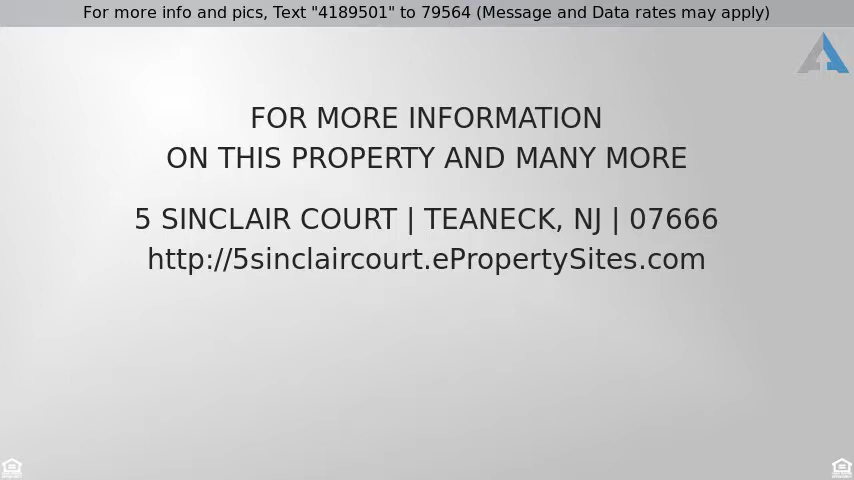 For more info and pics, Text "4189501" to 79564 (Message and Data rates may apply)
FOR MORE INFORMATION
ON THIS PROPERTY AND MANY MORE
5 SINCLAIR COURT | TEANECK, NJ | 07666
http://5sinclaircourt.ePropertySites.com